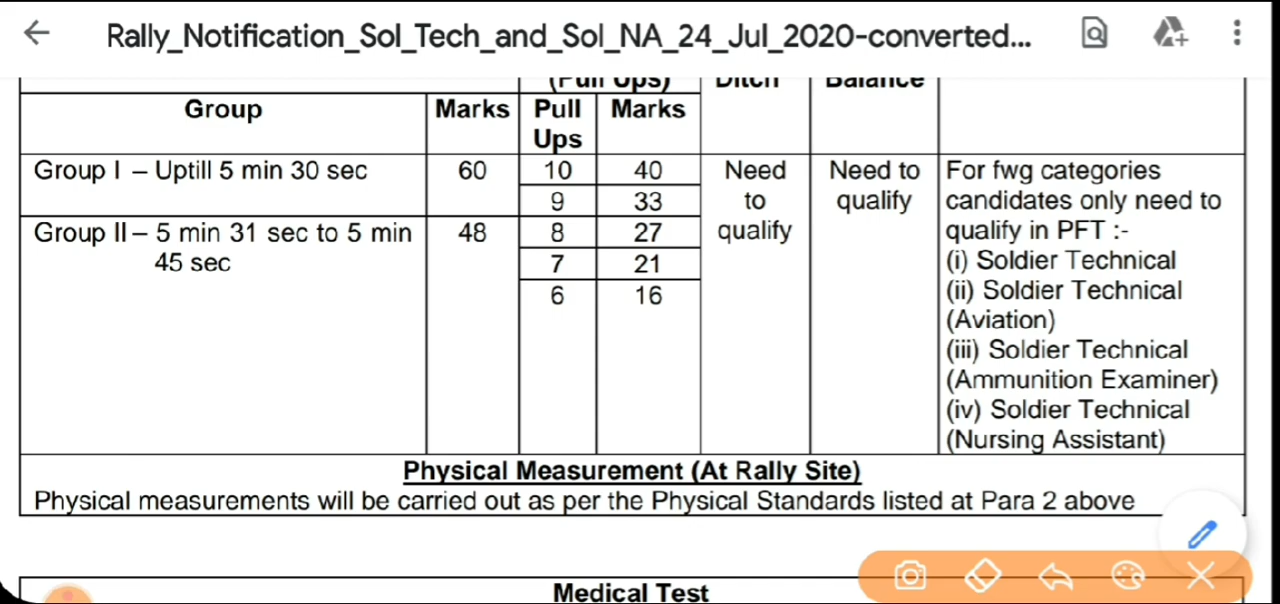 Rally_Notification_Sol_Tech_and_Sol_NA_24_Jul_2020-converted...
(Pull Ups) Ditch Balance
Group Marks Pull Ups Marks
Group I – Uptill 5 min 30 sec 60
Group II – 5 min 31 sec to 5 min 45 sec 48
10 40
9 33
8 27
7 21
6 16
Need
to
qualify
Need to
qualify
For fwg categories
candidates only need to
qualify in PFT :-
(i) Soldier Technical
(ii) Soldier Technical
(Aviation)
(iii) Soldier Technical
(Ammunition Examiner)
(iv) Soldier Technical
(Nursing Assistant)
Physical Measurement (At Rally Site)
Physical measurements will be carried out as per the Physical Standards listed at Para 2 above
Medical Test